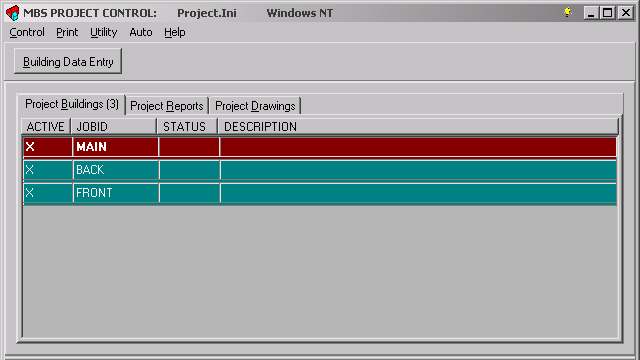 MBS PROJECT CONTROL: Project.Ini Windows NT
Control Print Utility Auto Help
Building Data Entry
Project Buildings (3) Project Reports Project Drawings
ACTIVE JOBID STATUS DESCRIPTION
X MAIN
X BACK
X FRONT